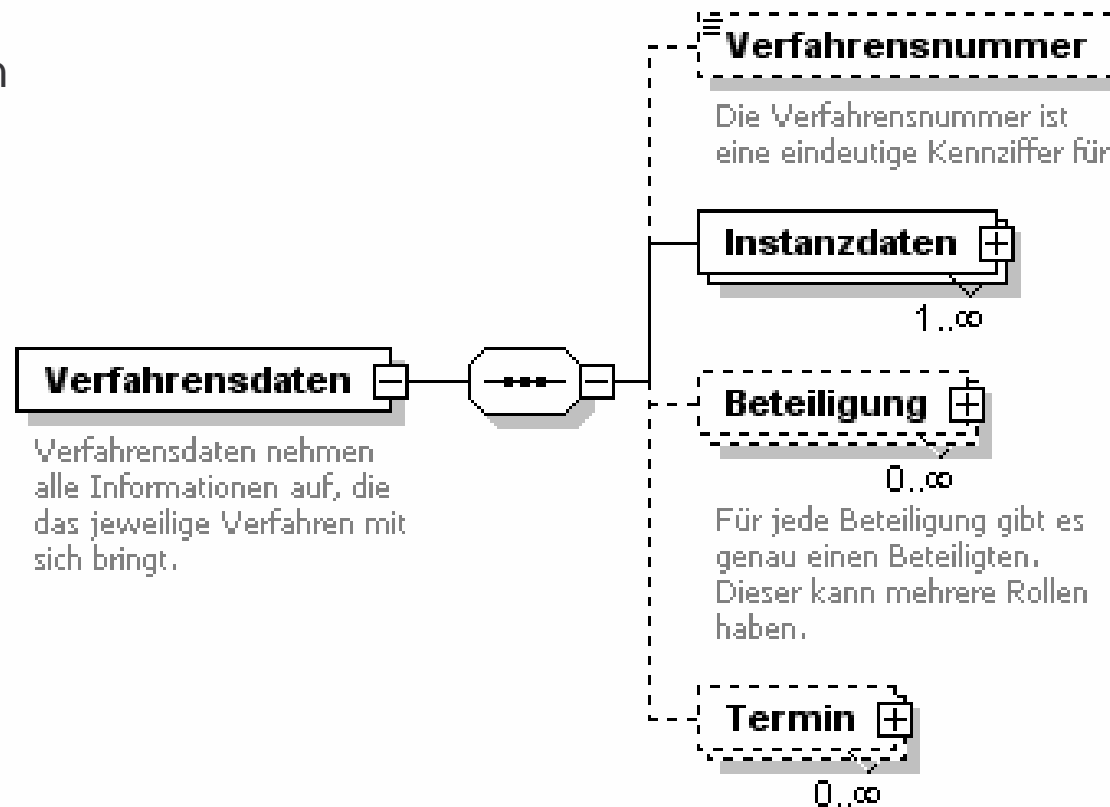 n
Verfahrensnummer
Die Verfahrensnummer ist
eine eindeutige Kennziffer für
Instanzdaten
1..∞
Verfahrensdaten
Verfahrensdaten nehmen
alle Informationen auf, die
das jeweilige Verfahren mit
sich bringt.
Beteiligung
0..∞
Für jede Beteiligung gibt es
genau einen Beteiligten.
Dieser kann mehrere Rollen
haben.
Termin
0..∞